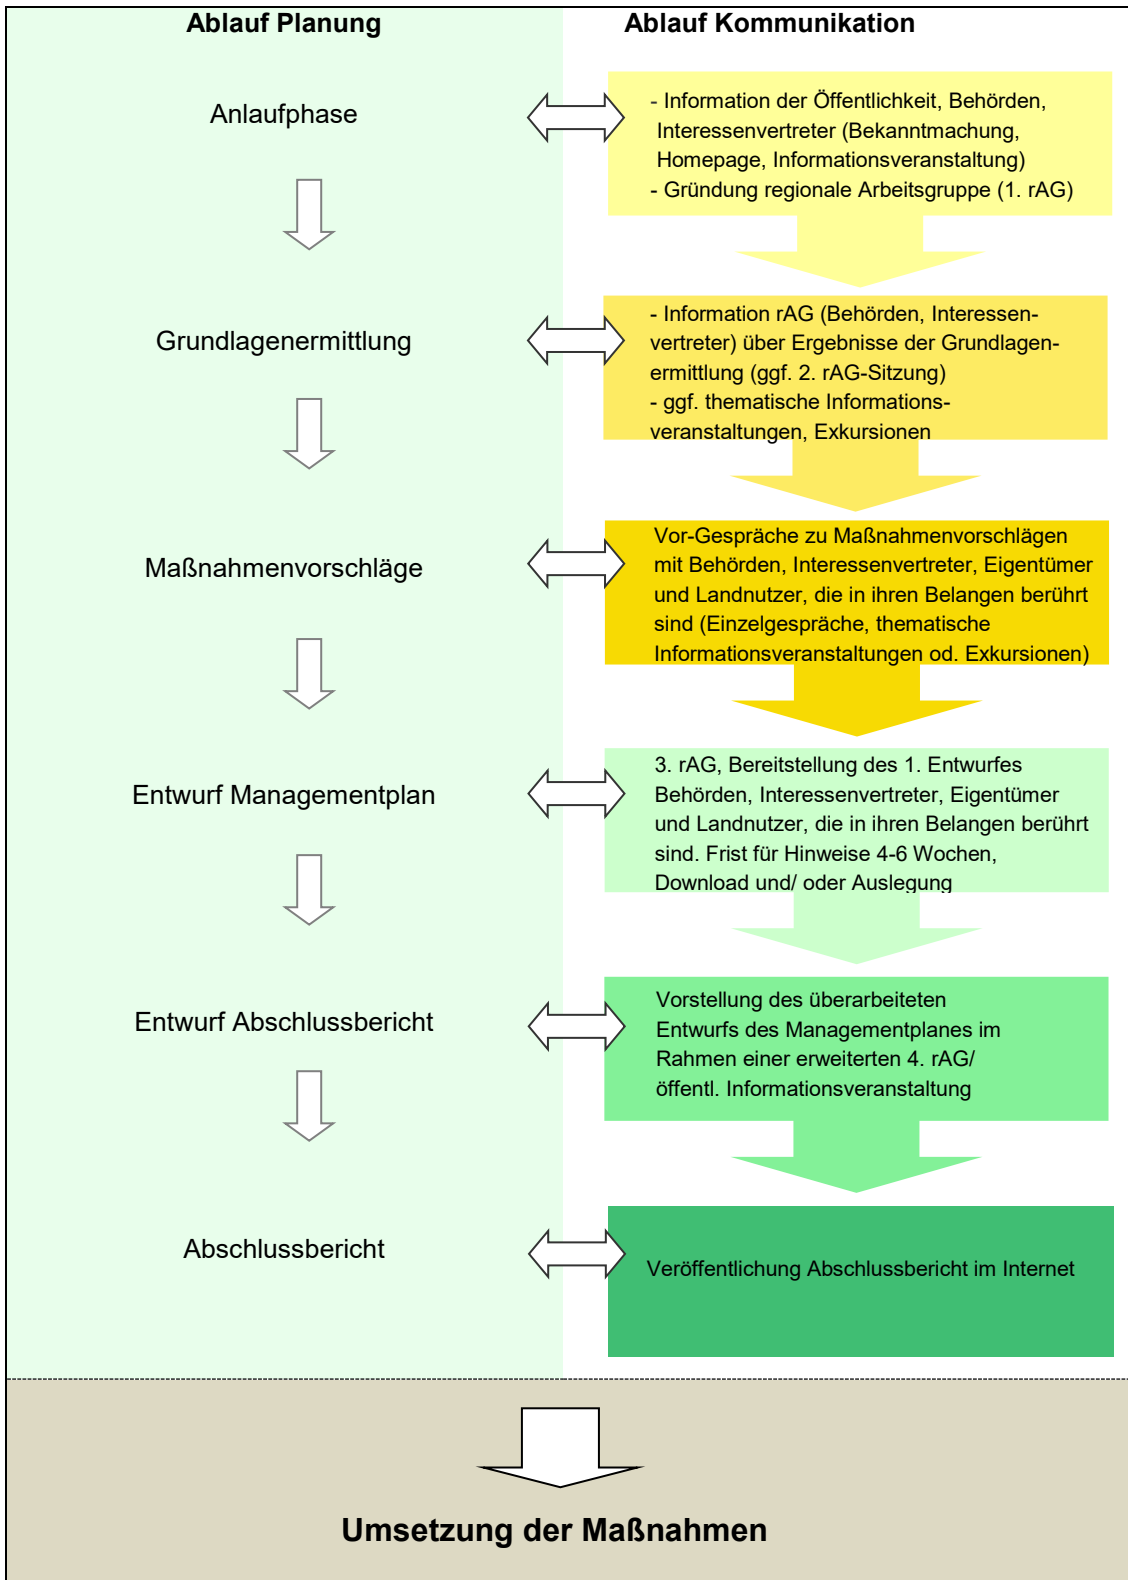 Ablauf Planung
Ablauf Kommunikation
Anlaufphase
- Information der Öffentlichkeit, Behörden,
Interessenvertreter (Bekanntmachung,
Homepage, Informationsveranstaltung)
- Gründung regionale Arbeitsgruppe (1. rAG)
Grundlagenermittlung
- Information rAG (Behörden, Interessen-
vertreter) über Ergebnisse der Grundlagen-
ermittlung (ggf. 2. rAG-Sitzung)
- ggf. thematische Informations-
veranstaltungen, Exkursionen
Maßnahmenvorschläge
Vor-Gespräche zu Maßnahmenvorschlägen
mit Behörden, Interessenvertreter, Eigentümer
und Landnutzer, die in ihren Belangen berührt
sind (Einzelgespräche, thematische
Informationsveranstaltungen od. Exkursionen)
Entwurf Managementplan
3. rAG, Bereitstellung des 1. Entwurfes
Behörden, Interessenvertreter, Eigentümer
und Landnutzer, die in ihren Belangen berührt
sind. Frist für Hinweise 4-6 Wochen,
Download und/ oder Auslegung
Entwurf Abschlussbericht
Vorstellung des überarbeiteten
Entwurfs des Managementplanes im
Rahmen einer erweiterten 4. rAG/
öffentl. Informationsveranstaltung
Abschlussbericht
Veröffentlichung Abschlussbericht im Internet
Umsetzung der Maßnahmen